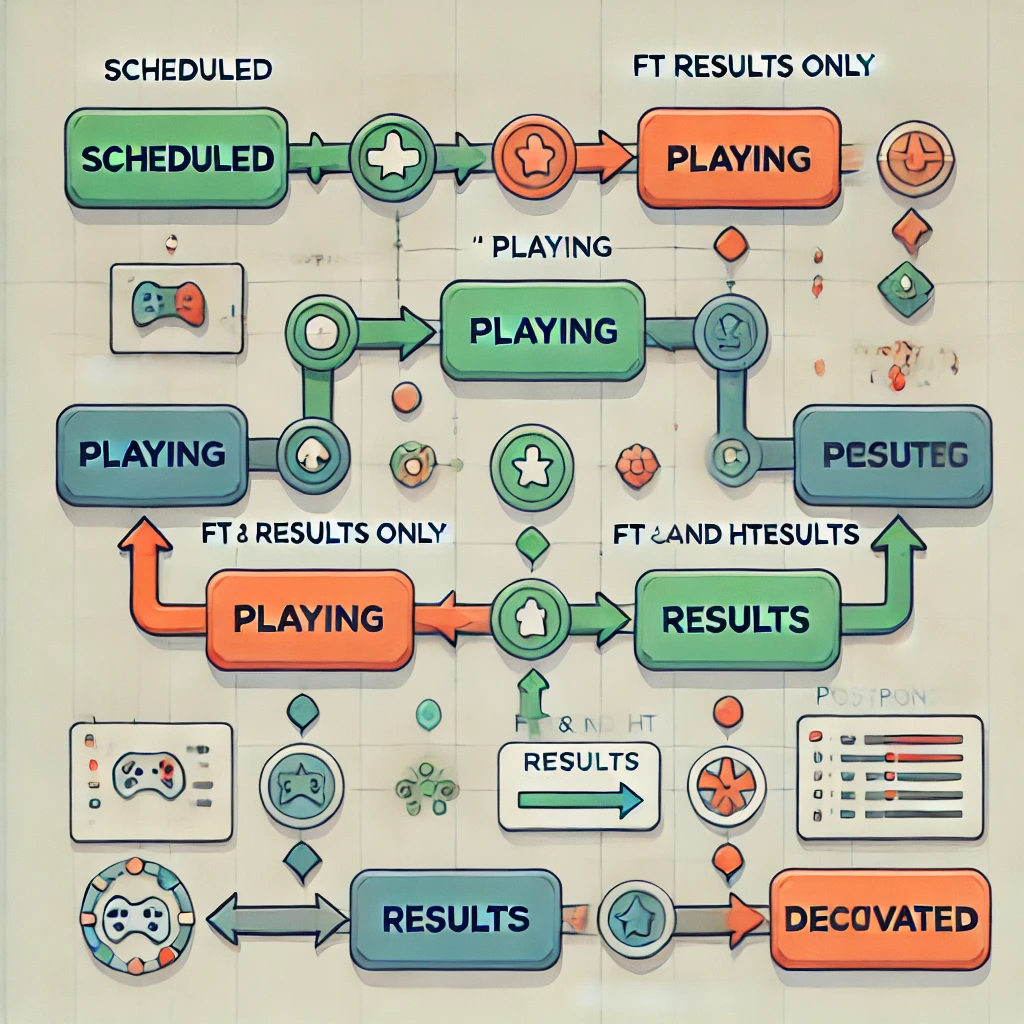 SCHEDULED
FT RESULTS ONLY
SCHEDULED
PLAYING
" PLAYING
PLAYING
PLAYING
PESUTEG
FT & RESULTS ONLY
FT &AND HTESULTS
PLAYING
RESULTS
POSTPON
& HT
RESULTS
RESULTS
DECOVATED